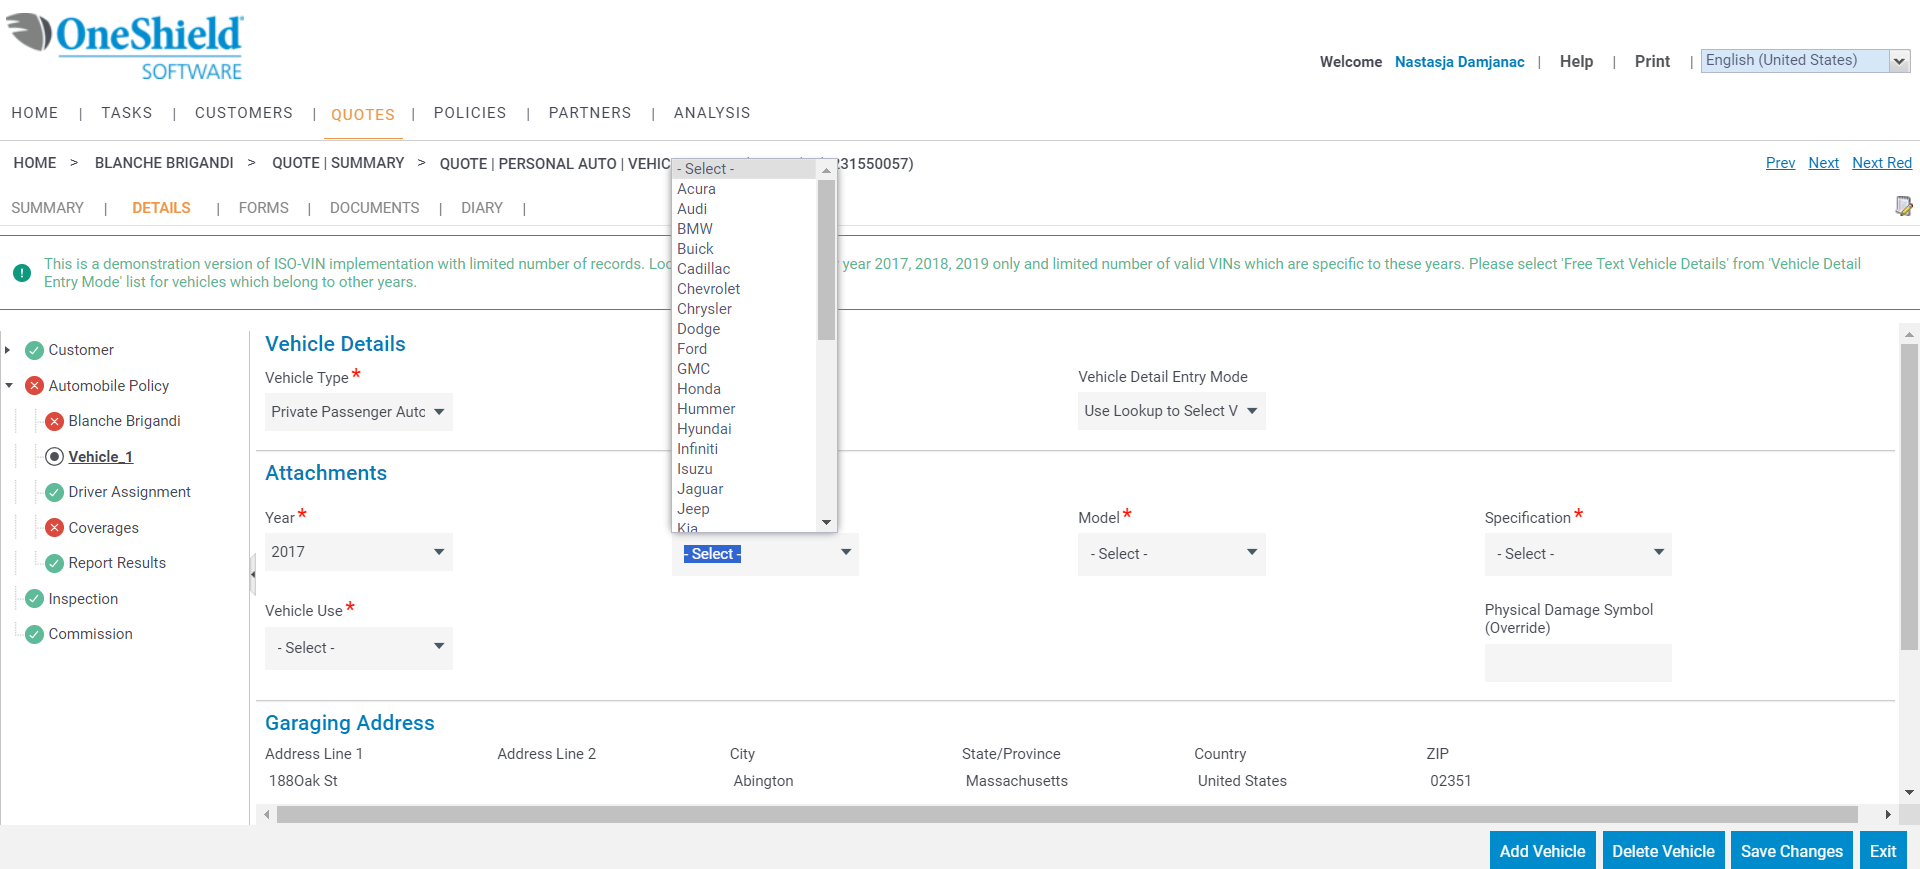 OneShield
SOFTWARE
Welcome Nastasja Damjanac | Help | Print | English (United States)
HOME | TASKS | CUSTOMERS | QUOTES | POLICIES | PARTNERS | ANALYSIS
HOME > BLANCHE BRIGANDI > QUOTE | SUMMARY > QUOTE | PERSONAL AUTO | VEHIC 231550057)
Prev Next Next Red
SUMMARY | DETAILS | FORMS | DOCUMENTS | DIARY |
This is a demonstration version of ISO-VIN implementation with limited number of records. year 2017, 2018, 2019 only and limited number of valid VINs which are specific to these years. Please select 'Free Text Vehicle Details' from 'Vehicle Detail
Entry Mode' list for vehicles which belong to other years.
- Select -
Acura
Audi
BMW
Buick
Cadillac
Chevrolet
Chrysler
Dodge
Ford
GMC
Honda
Hummer
Hyundai
Infiniti
Isuzu
Jaguar
Jeep
Kia
Customer
Automobile Policy
Blanche Brigandi
Vehicle_1
Driver Assignment
Coverages
Report Results
Inspection
Commission
Vehicle Details
Vehicle Type*
Private Passenger Auto
Vehicle Detail Entry Mode
Use Lookup to Select V
Attachments
Year*
2017
- Select -
Model*
- Select -
Specification*
- Select -
Vehicle Use*
- Select -
Physical Damage Symbol
(Override)
Garaging Address
Address Line 1 Address Line 2 City State/Province Country ZIP
188Oak St Abington Massachusetts United States 02351
Add Vehicle Delete Vehicle Save Changes Exit